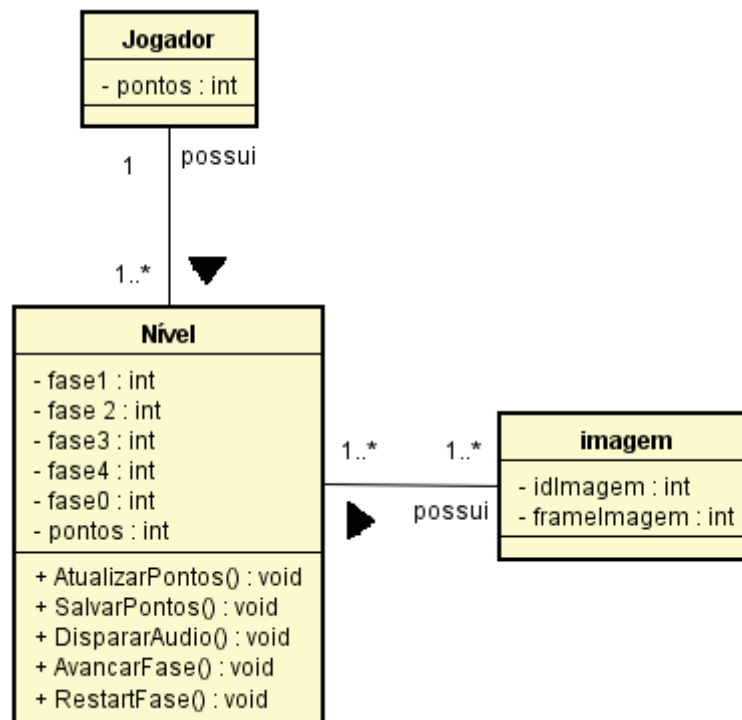 Jogador
- pontos : int
1
possui
1..*
Nível
- fase1 : int
- fase 2 : int
- fase3 : int
- fase4 : int
- fase0 : int
- pontos : int
+ AtualizarPontos() : void
+ SalvarPontos() : void
+ DispararAudio() : void
+ AvancarFase() : void
+ RestartFase() : void
1..*
1..*
possui
imagem
- idImagem : int
- frameImagem : int